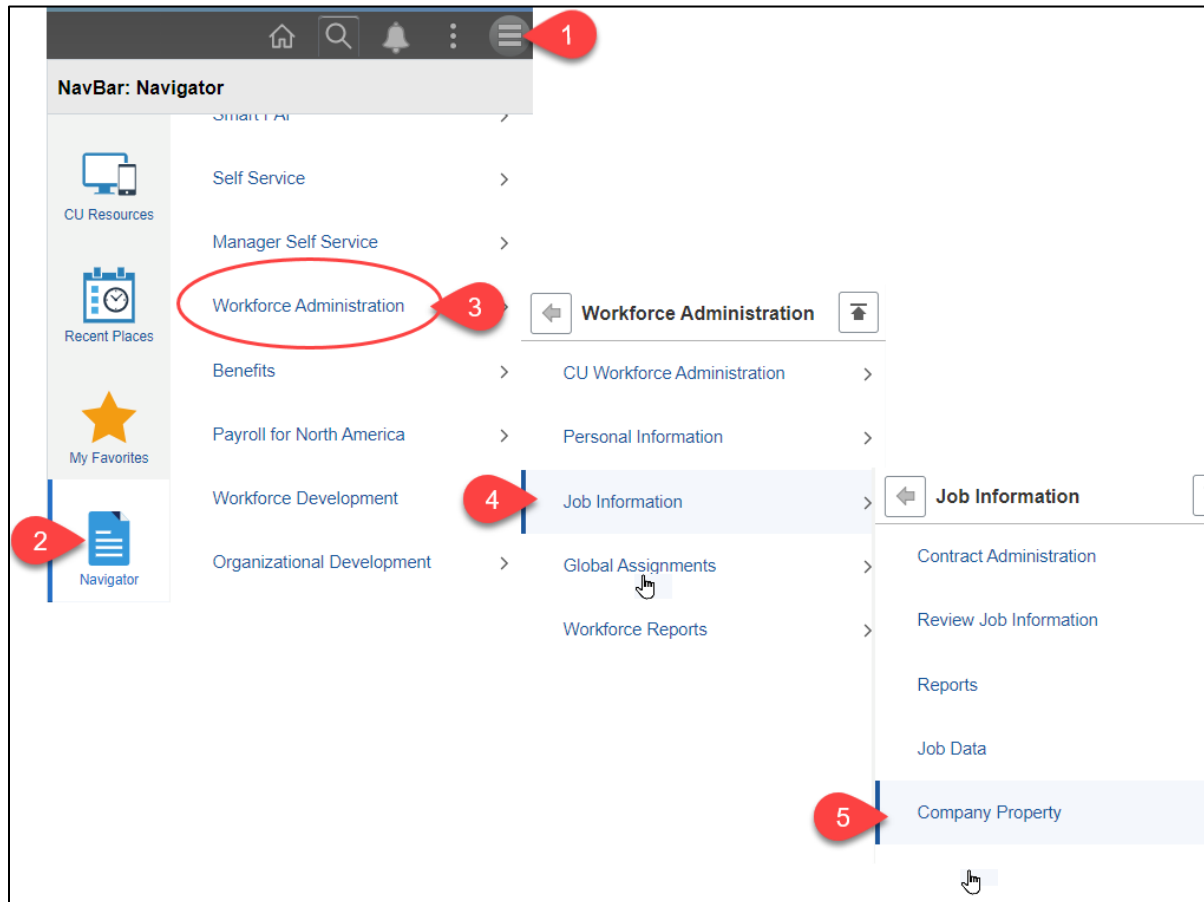 1
NavBar: Navigator
CU Resources
Recent Places
My Favorites
2
Navigator
Self Service
Manager Self Service
Workforce Administration
3
Benefits
Payroll for North America
Workforce Development
Organizational Development
Workforce Administration
CU Workforce Administration
Personal Information
4
Job Information
Global Assignments
Workforce Reports
Job Information
Contract Administration
Review Job Information
Reports
Job Data
5
Company Property